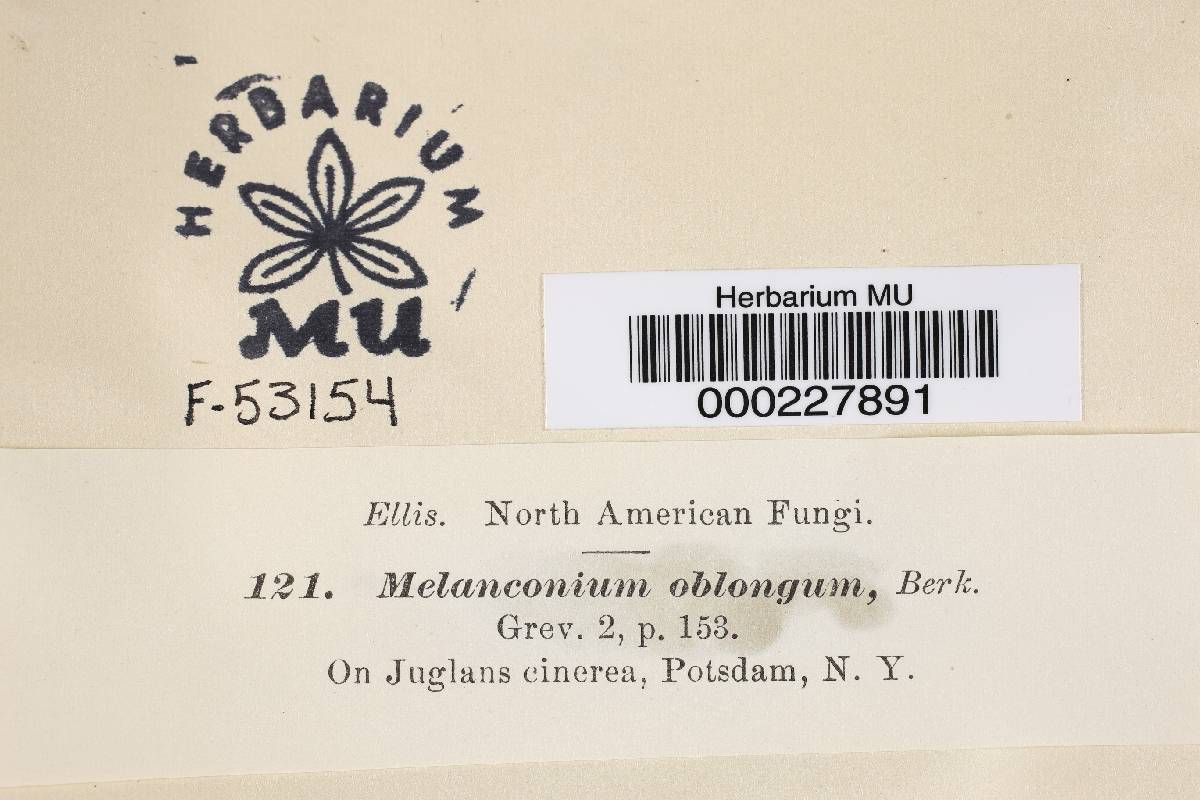 HERBARIUM
MU
F-53154
Herbarium MU
000227891
Ellis. North American Fungi.
121. Melanconium oblongum, Berk.
Grev. 2, p. 153.
On Juglans cinerea, Potsdam, N. Y.